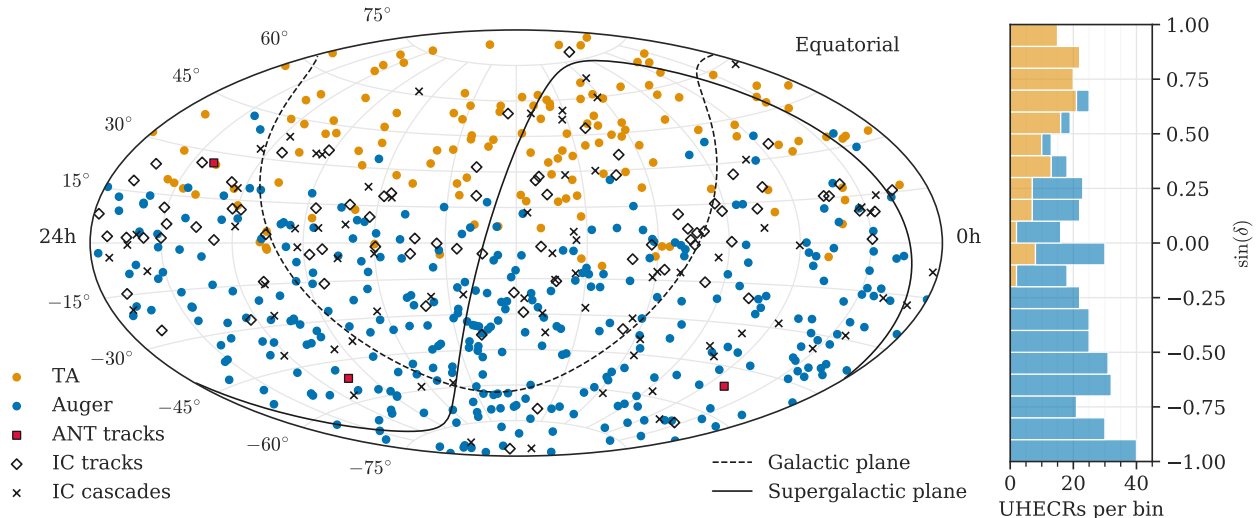 75°
60°
45°
30°
15°
24h
−15°
−30°
−45°
−60°
−75°
Equatorial
0h
TA
Auger
ANT tracks
IC tracks
IC cascades
Galactic plane
Supergalactic plane
1.00
0.75
0.50
0.25
0.00
−0.25
−0.50
−0.75
−1.00
sin(δ)
0 20 40
UHECRs per bin